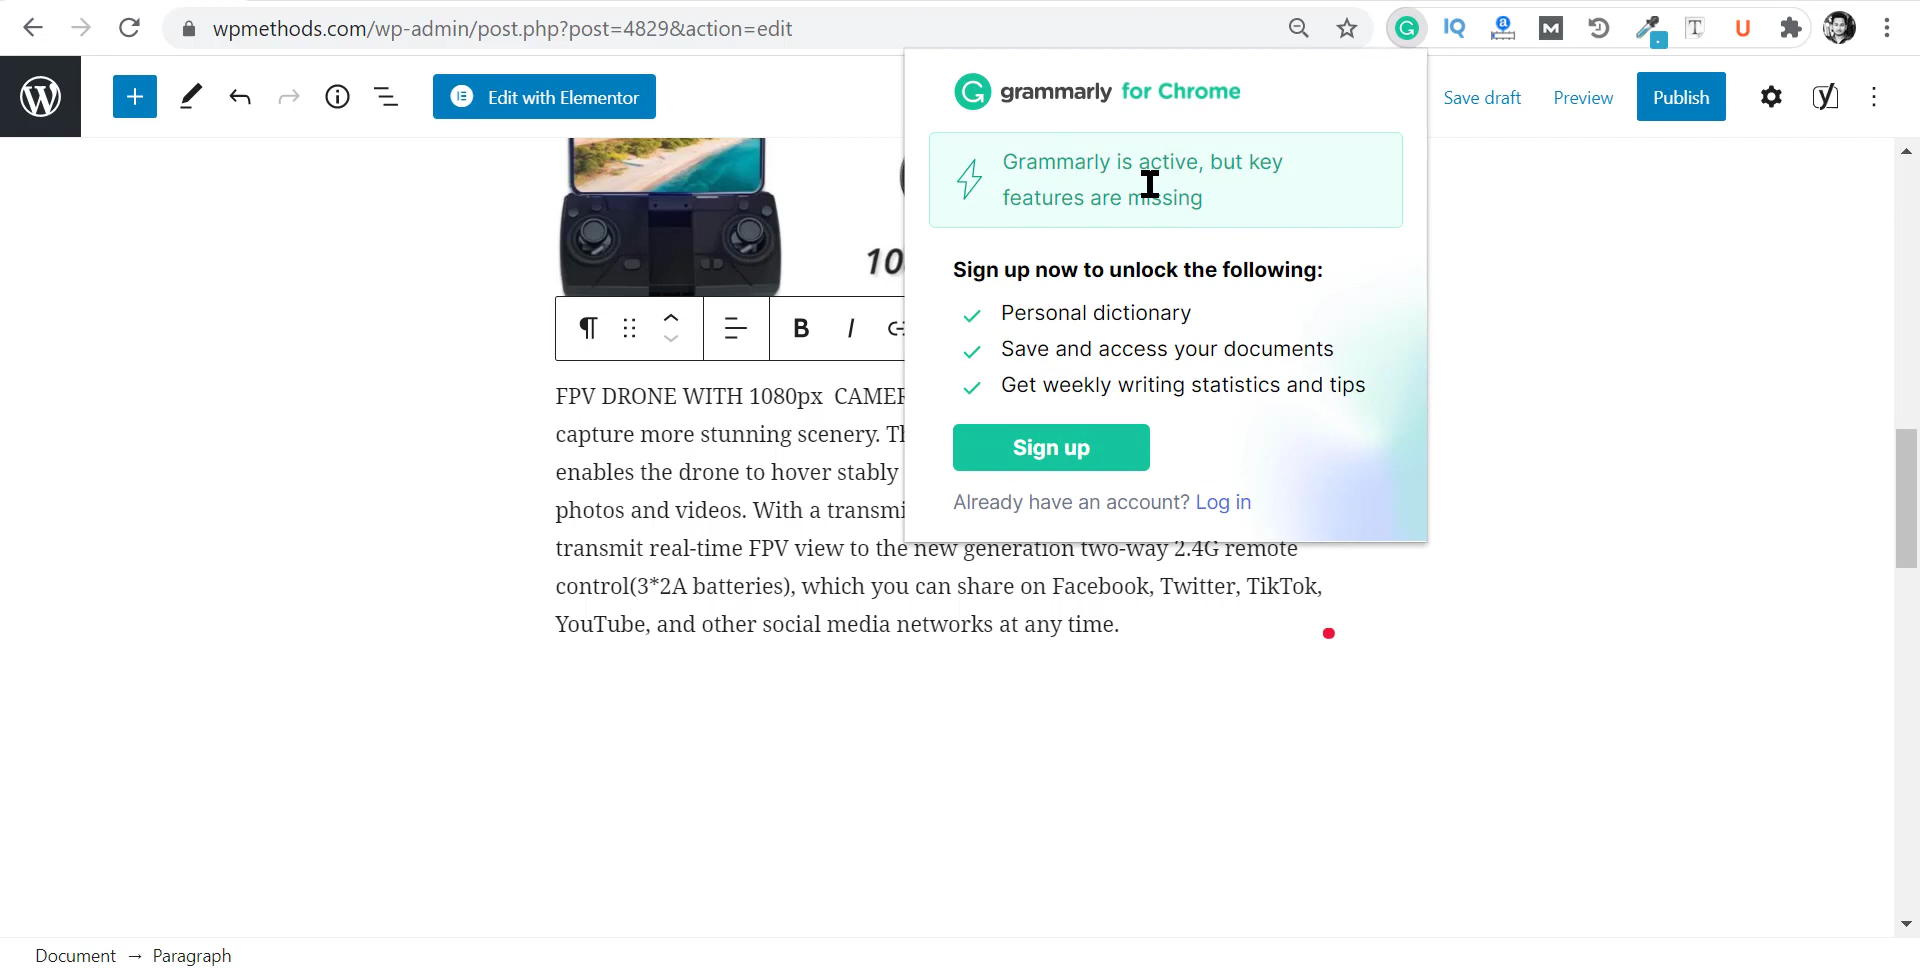 wpmethods.com/wp-admin/post.php?post=4829&action=edit
Edit with Elementor
Save draft
Preview
Publish
grammarly for Chrome
Grammarly is active, but key
features are missing
Sign up now to unlock the following:
Personal dictionary
Save and access your documents
Get weekly writing statistics and tips
Sign up
Already have an account? Log in
10
B I
FPV DRONE WITH 1080px  CAMER
capture more stunning scenery. Th
enables the drone to hover stably
photos and videos. With a transmi
transmit real-time FPV view to the new generation two-way 2.4G remote
control(3*2A batteries), which you can share on Facebook, Twitter, TikTok,
YouTube, and other social media networks at any time.
Document → Paragraph